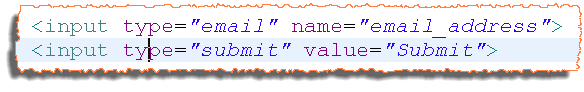 <input type="email" name="email_address">
<input type="submit" value="Submit">